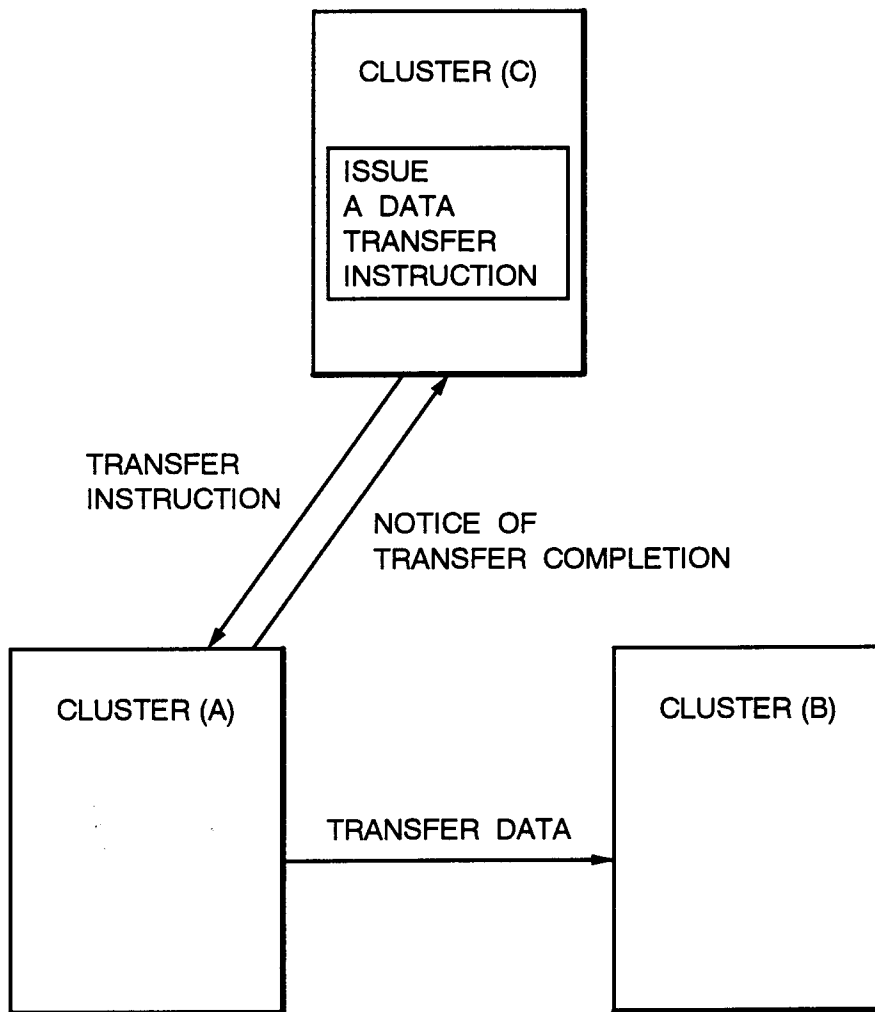 CLUSTER (C)
ISSUE
A DATA
TRANSFER
INSTRUCTION
TRANSFER
INSTRUCTION
NOTICE OF
TRANSFER COMPLETION
CLUSTER (A)
CLUSTER (B)
TRANSFER DATA